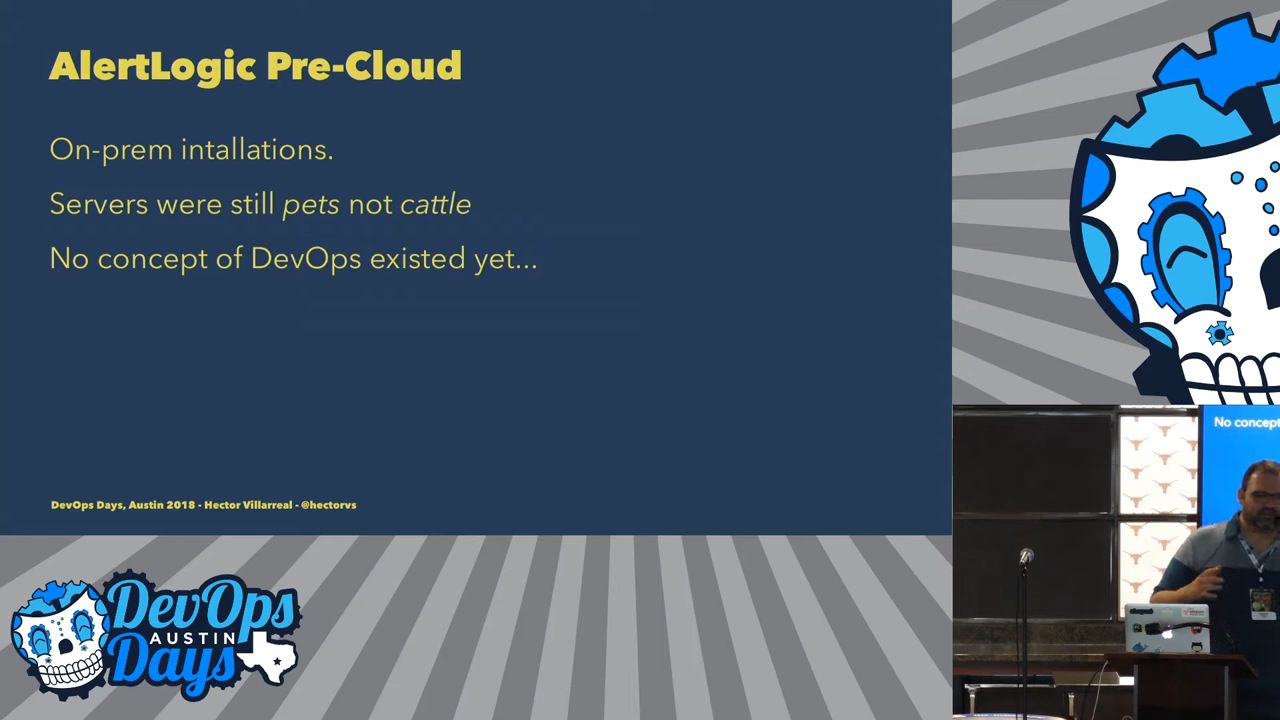 AlertLogic Pre-Cloud
On-prem intallations.
Servers were still pets not cattle
No concept of DevOps existed yet...
DevOps Days, Austin 2018 - Hector Villarreal - @hectorvs
No concept
DevOps
AUSTIN
Days